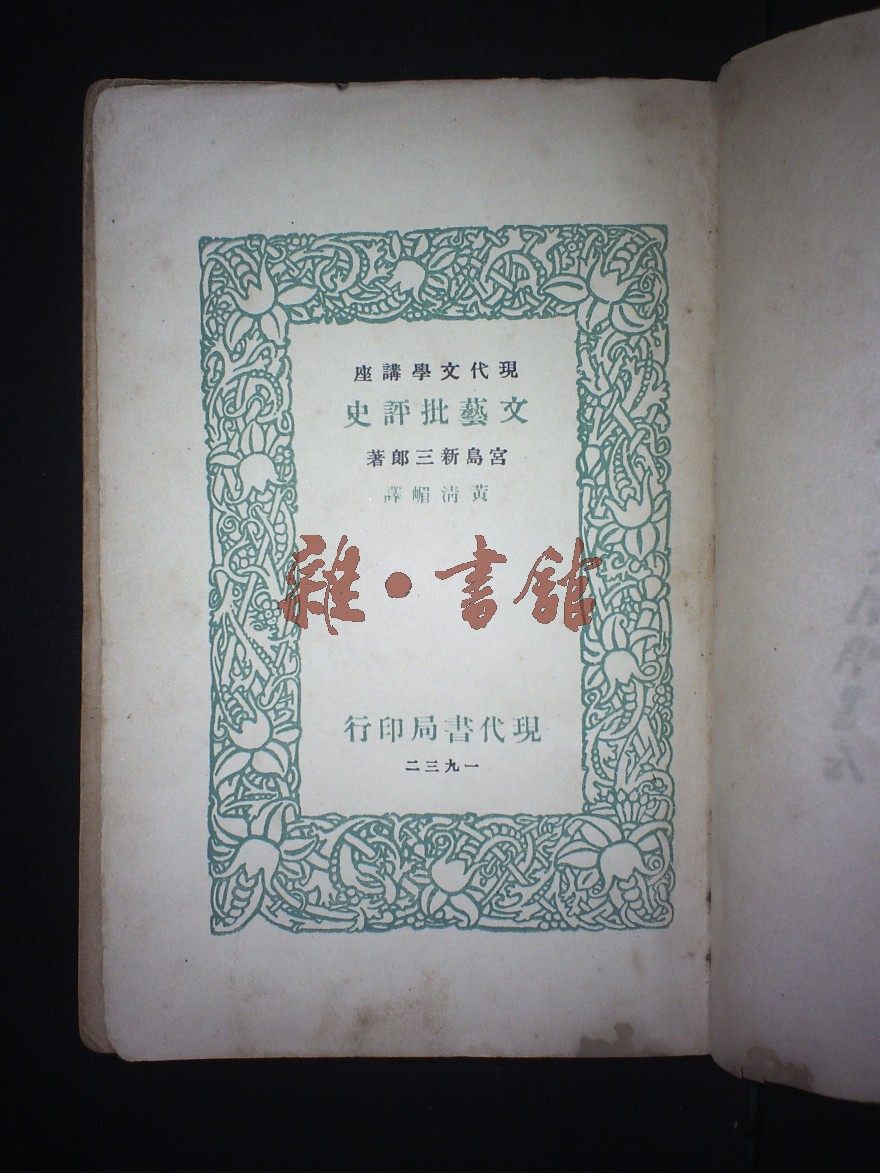 現代文學講座
文藝批評史
宮島新三郎著
黃清嵋譯
雜·書館
現代書局印行
一九三二